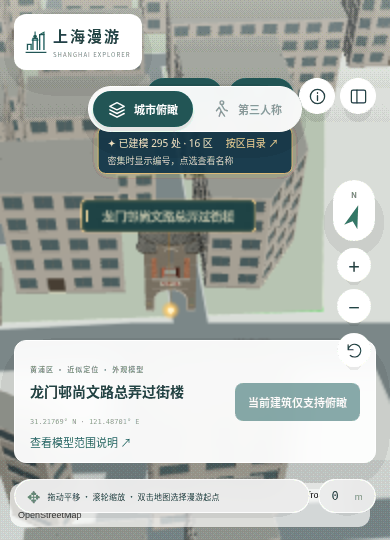 上海漫游
SHANGHAI EXPLORER
城市俯瞰
第三人称
✦ 已建模 295 处 · 16 区 按区目录 ↗
密集时显示编号，点选查看名称
龙门邨尚文路总弄过街楼
N
+
−
黄浦区 · 近似定位 · 外观模型
龙门邨尚文路总弄过街楼
当前建筑仅支持俯瞰
31.21769° N · 121.48781° E
查看模型范围说明 ↗
拖动平移 · 滚轮缩放 · 双击地图选择漫游起点
0 m
OpenStreetMap